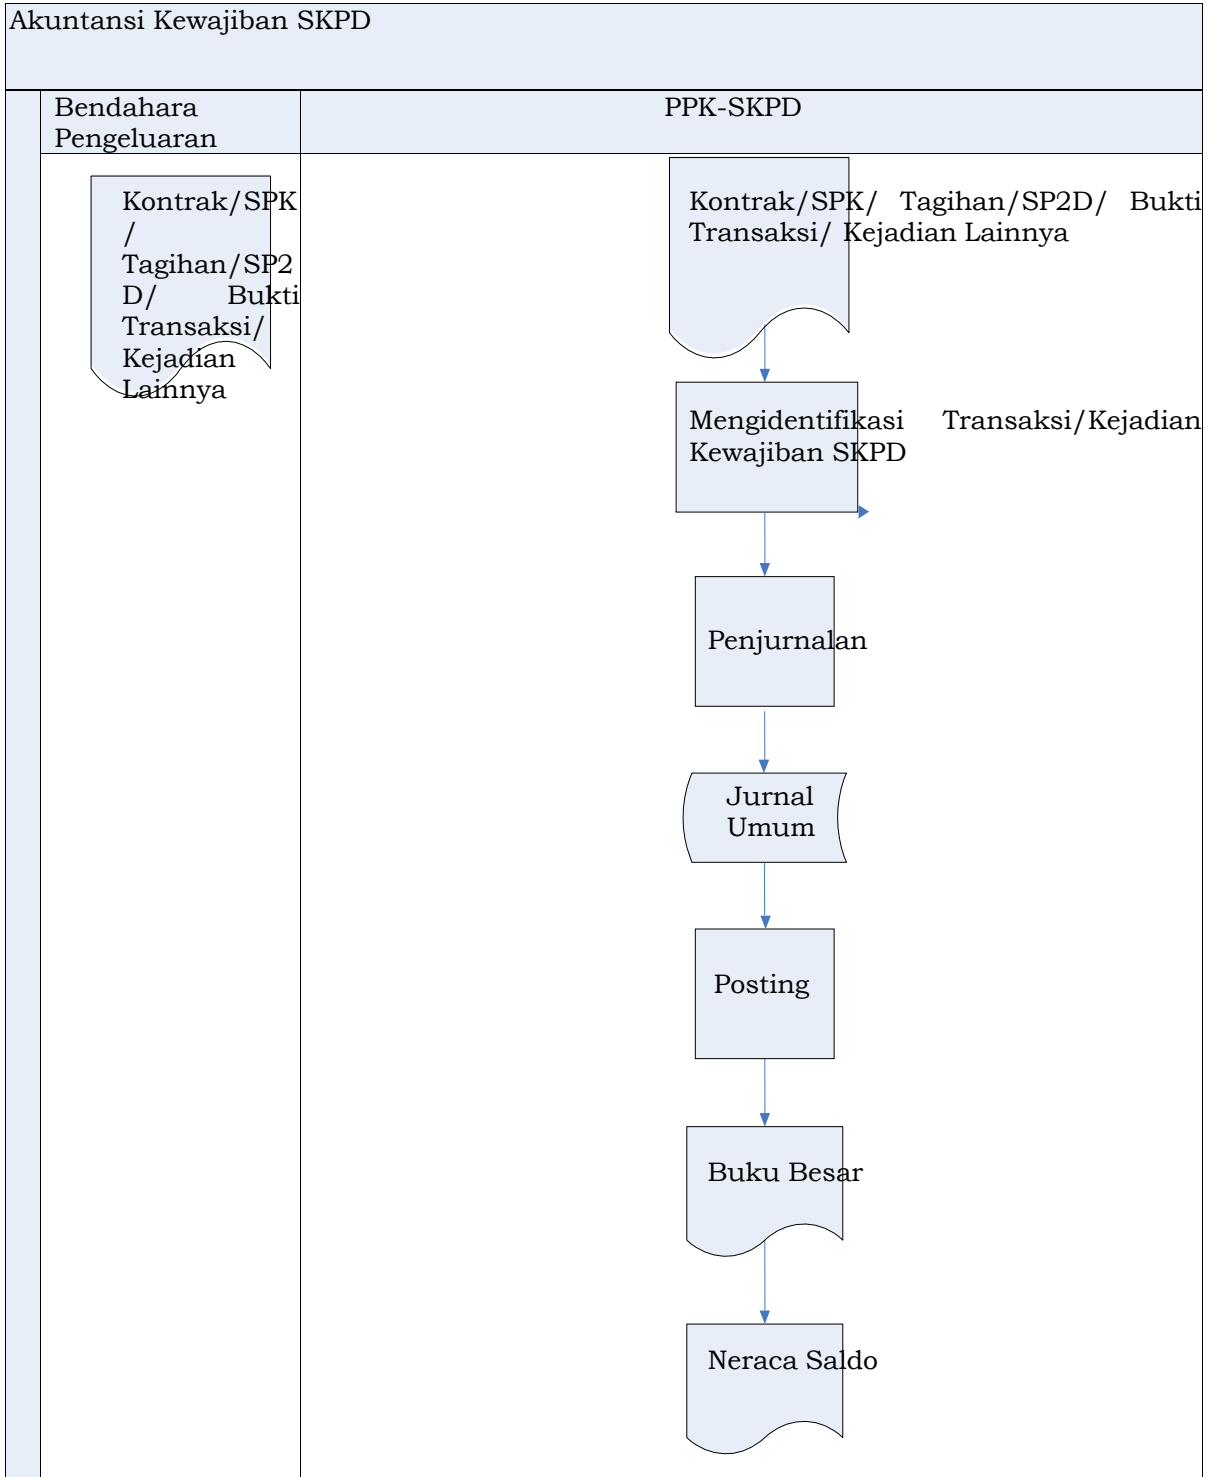 Akuntansi Kewajiban SKPD
Bendahara
Pengeluaran
PPK-SKPD
Kontrak/SPK
/
Tagihan/SP2
D/ Bukti
Transaksi/
Kejadian
Lainnya
Kontrak/SPK/ Tagihan/SP2D/ Bukti
Transaksi/ Kejadian Lainnya
Mengidentifikasi Transaksi/Kejadian
Kewajiban SKPD
Penjurnalan
Jurnal
Umum
Posting
Buku Besar
Neraca Saldo